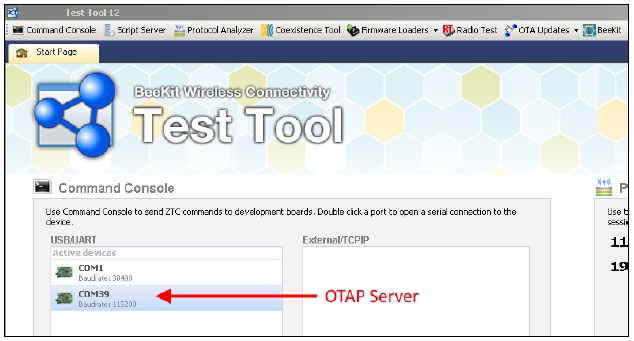 Test Tool 12
Command Console Script Server Protocol Analyzer Coexistence Tool Firmware Loaders Radio Test OTA Updates BeeKit
Start Page
BeeKit Wireless Connectivity
Test Tool
Command Console
P
Use Command Console to send ZTC commands to development boards. Double click a port to open a serial connection to the
device.
Use t
sessi
USB/UART
External/TCPIP
11
Active devices
COM1
19
Baudrate: 38400
COM39
Baudrate: 115200
OTAP Server